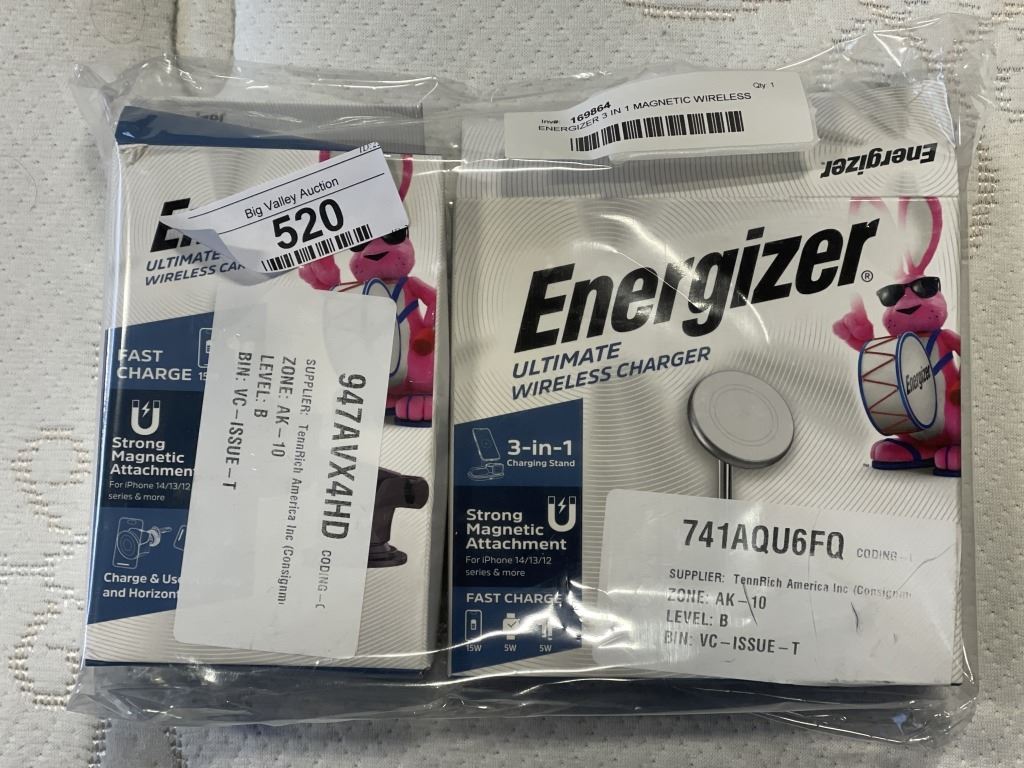 Inv#: 169864
Qty: 1
ENERGIZER 3 IN 1 MAGNETIC WIRELESS
Energizer
Big Valley Auction
520
ULTIMATE
WIRELESS
FAST
CHARGE
Strong
Magnetic
Attachment
For iPhone 14/13/12
series & more
Charge & Use
and
947AVX4HD CODING-C
SUPPLIER: TennRich America Inc
ZONE: AK-10
LEVEL: B
BIN: VC-ISSUE-T
Energizer®
ULTIMATE
WIRELESS CHARGER
Energizer
3-in-1
Charging Stand
Strong
Magnetic
Attachment
For iPhone 14/13/12
series & more
FAST CHARGE
15W 5W 5W
741AQU6FQ CODING-
SUPPLIER: TennRich America Inc
ZONE: AK-10
LEVEL: B
BIN: VC-ISSUE-T